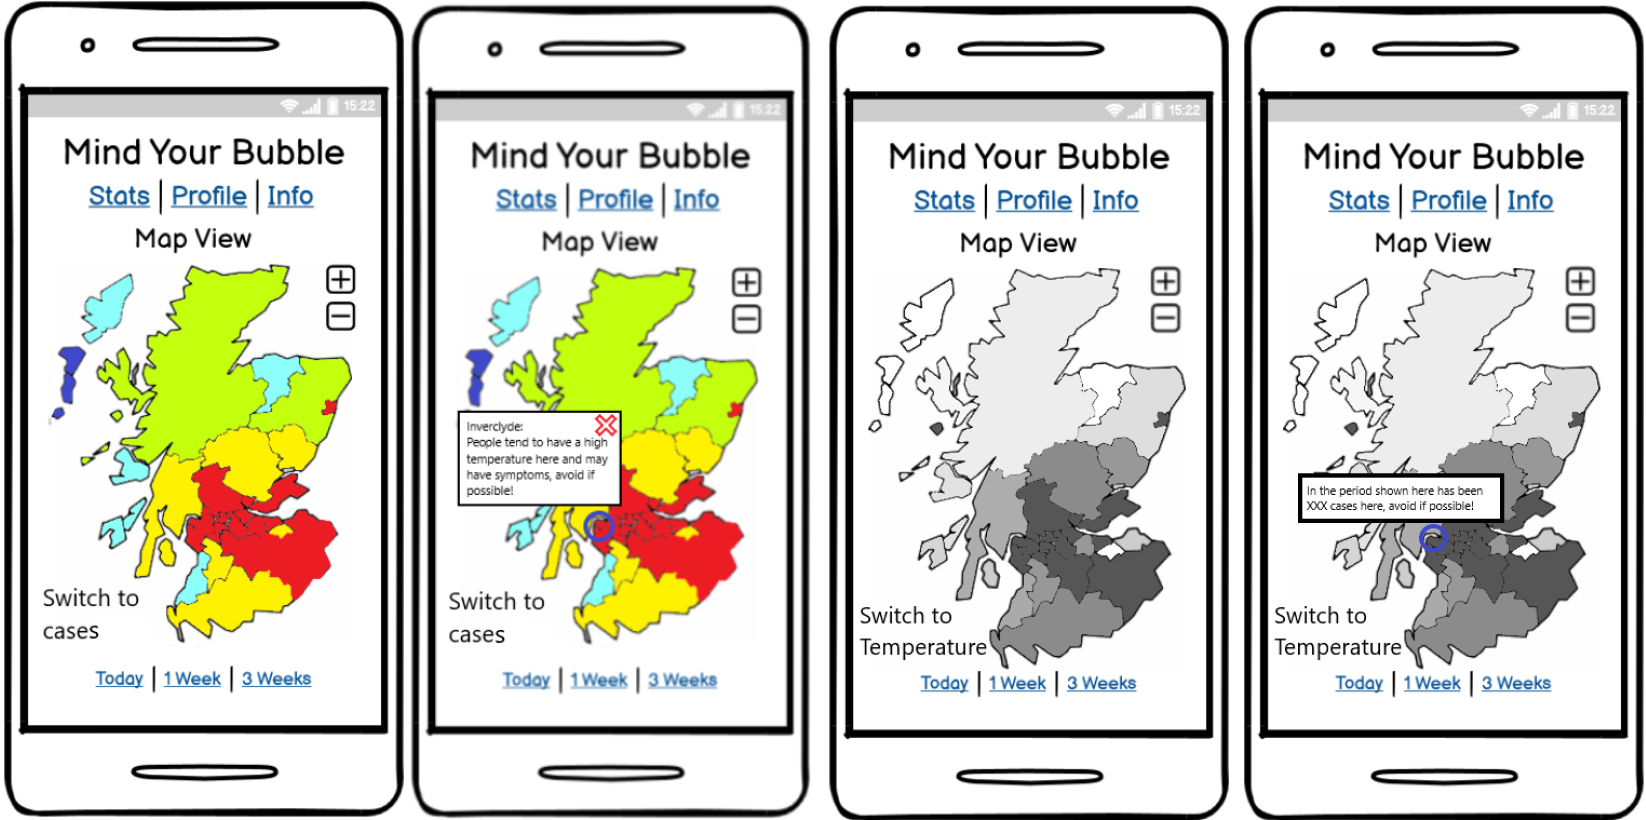 15:22
Mind Your Bubble
Stats | Profile | Info
Map View
+
−
Switch to
cases
Today | 1 Week | 3 Weeks
15:22
Mind Your Bubble
Stats | Profile | Info
Map View
+
−
Inverclyde:
People tend to have a high
temperature here and may
have symptoms, avoid if
possible!
Switch to
cases
Today | 1 Week | 3 Weeks
15:22
Mind Your Bubble
Stats | Profile | Info
Map View
+
−
Switch to
Temperature
Today | 1 Week | 3 Weeks
15:22
Mind Your Bubble
Stats | Profile | Info
Map View
+
−
In the period shown here has been
XXX cases here, avoid if possible!
Switch to
Temperature
Today | 1 Week | 3 Weeks